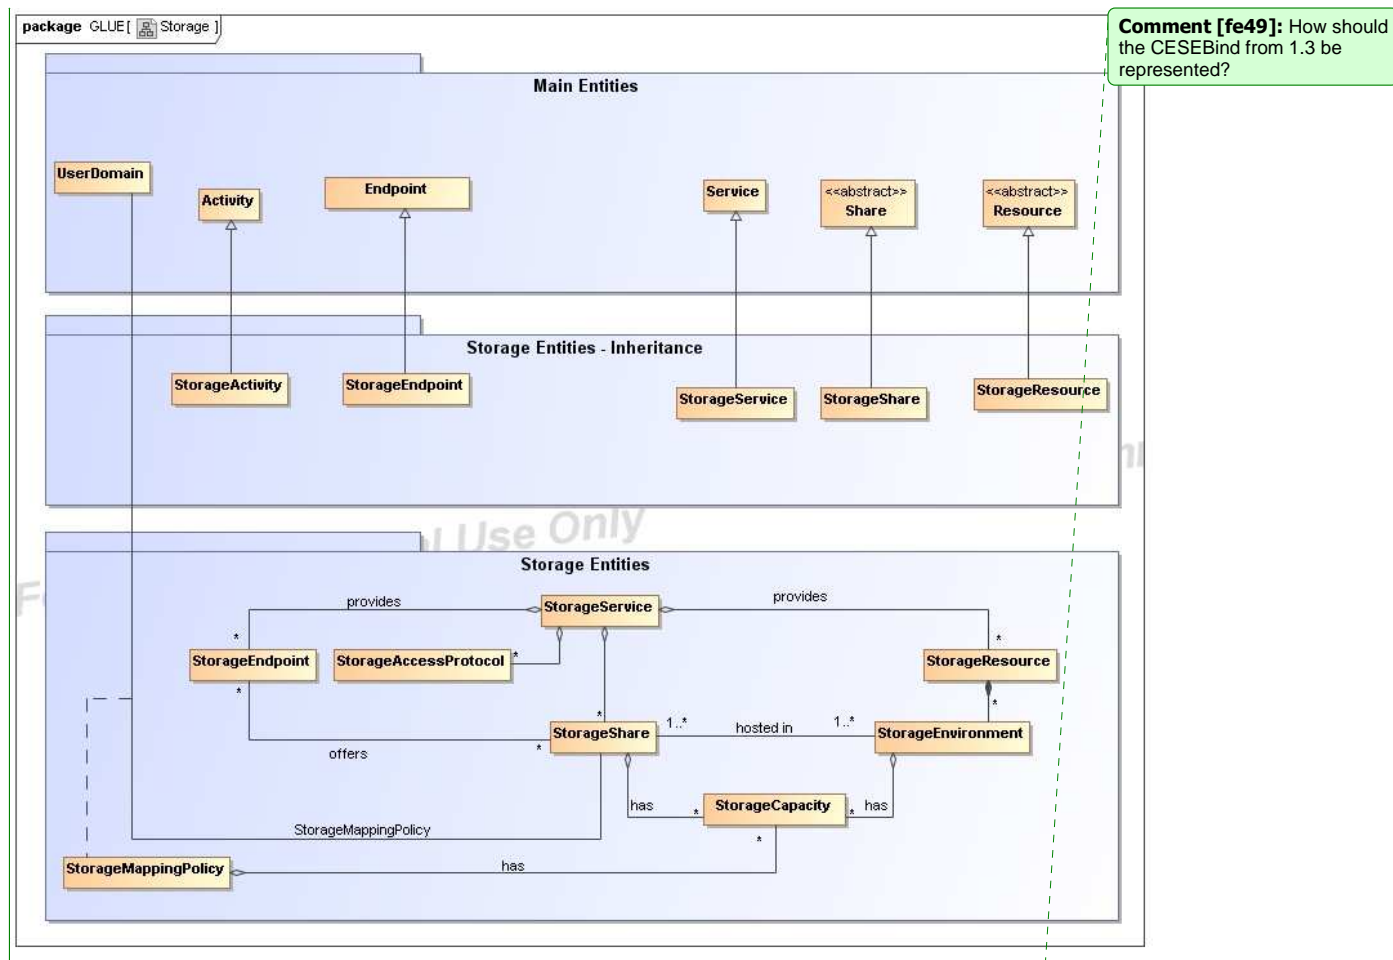 package GLUE[ Storage ]
Comment [fe49]: How should
the CESEBind from 1.3 be
represented?
Main Entities
UserDomain
Activity
Endpoint
Service
<<abstract>>
Share
<<abstract>>
Resource
Storage Entities - Inheritance
StorageActivity
StorageEndpoint
StorageService
StorageShare
StorageResource
Use Only
Storage Entities
provides
StorageService
provides
*
*
StorageEndpoint
StorageAccessProtocol
*
StorageResource
*
*
*
StorageShare
1..*
hosted in
1..*
StorageEnvironment
offers
*
has
*
StorageCapacity
*
has
StorageMappingPolicy
*
StorageMappingPolicy
has